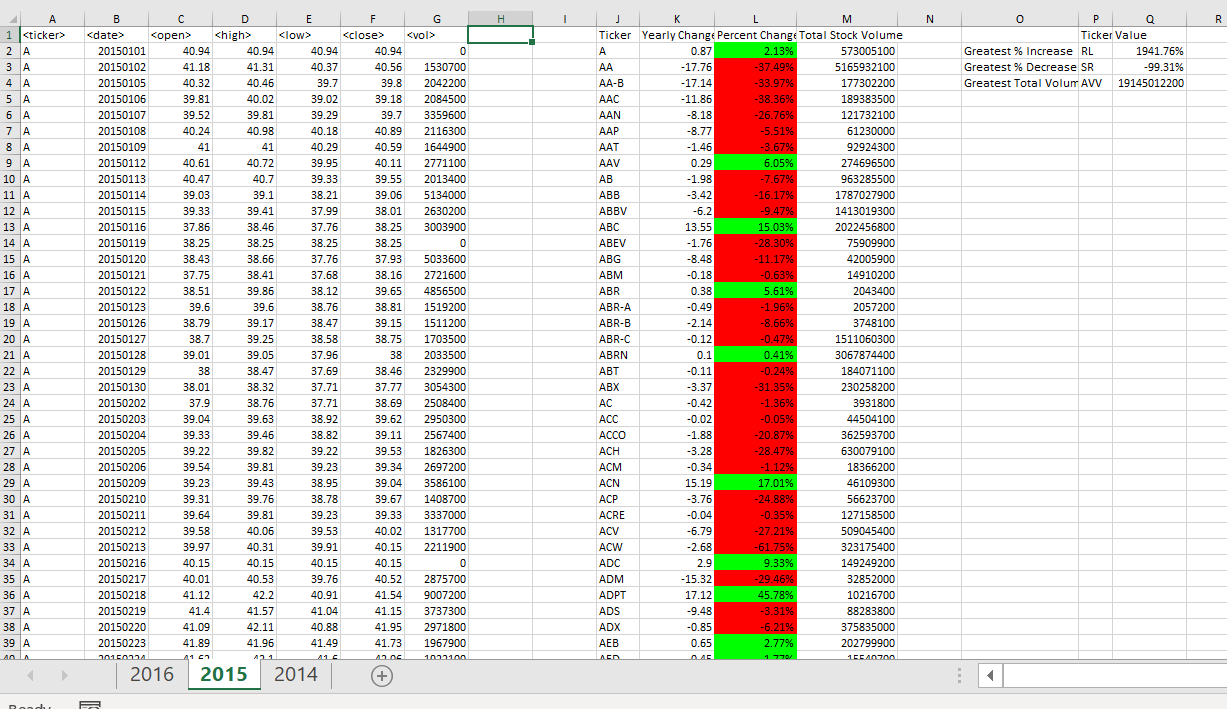 A B C D E F G H I J K L M N O P Q R
1 <ticker> <date> <open> <high> <low> <close> <vol> Ticker Yearly Change Percent Change Total Stock Volume Ticker Value
2 A 20150101 40.94 40.94 40.94 40.94 0 A 0.87 2.13% 573005100 Greatest % Increase RL 1941.76%
3 A 20150102 41.18 41.31 40.37 40.56 1530700 AA -17.76 -37.49% 5165932100 Greatest % Decrease SR -99.31%
4 A 20150105 40.32 40.46 39.7 39.8 2042200 AA-B -17.14 -33.97% 177302200 Greatest Total Volum AVV 19145012200
5 A 20150106 39.81 40.02 39.02 39.18 2084500 AAC -11.86 -38.36% 189383500
6 A 20150107 39.52 39.81 39.29 39.7 3359600 AAN -8.18 -26.76% 121732100
7 A 20150108 40.24 40.98 40.18 40.89 2116300 AAP -8.77 -5.51% 61230000
8 A 20150109 41 41 40.29 40.59 1644900 AAT -1.46 -3.67% 92924300
9 A 20150112 40.61 40.72 39.95 40.11 2771100 AAV 0.29 6.05% 274696500
10 A 20150113 40.47 40.7 39.33 39.55 2013400 AB -1.98 -7.67% 963285500
11 A 20150114 39.03 39.1 38.21 39.06 5134000 ABB -3.42 -16.17% 1787027900
12 A 20150115 39.33 39.41 37.99 38.01 2630200 ABBV -6.2 -9.47% 1413019300
13 A 20150116 37.86 38.46 37.76 38.25 3003900 ABC 13.55 15.03% 2022456800
14 A 20150119 38.25 38.25 38.25 38.25 0 ABEV -1.76 -28.30% 75909900
15 A 20150120 38.43 38.66 37.76 37.93 5033600 ABG -8.48 -11.17% 42005900
16 A 20150121 37.75 38.41 37.68 38.16 2721600 ABM -0.18 -0.63% 14910200
17 A 20150122 38.51 39.86 38.12 39.65 4856500 ABR 0.38 5.61% 2043400
18 A 20150123 39.6 39.6 38.76 38.81 1519200 ABR-A -0.49 -1.96% 2057200
19 A 20150126 38.79 39.17 38.47 39.15 1511200 ABR-B -2.14 -8.66% 3748100
20 A 20150127 38.7 39.25 38.58 38.75 1703500 ABR-C -0.12 -0.47% 1511060300
21 A 20150128 39.01 39.05 37.96 38 2033500 ABRN 0.1 0.41% 3067874400
22 A 20150129 38 38.47 37.69 38.46 2329900 ABT -0.11 -0.24% 184071100
23 A 20150130 38.01 38.32 37.71 37.77 3054300 ABX -3.37 -31.35% 230258200
24 A 20150202 37.9 38.76 37.71 38.69 2508400 AC -0.42 -1.36% 3931800
25 A 20150203 39.04 39.63 38.92 39.62 2950300 ACC -0.02 -0.05% 44504100
26 A 20150204 39.33 39.46 38.82 39.11 2567400 ACCO -1.88 -20.87% 362593700
27 A 20150205 39.22 39.82 39.22 39.53 1826300 ACH -3.28 -28.47% 630079100
28 A 20150206 39.54 39.81 39.23 39.34 2697200 ACM -0.34 -1.12% 18366200
29 A 20150209 39.23 39.43 38.95 39.04 3586100 ACN 15.19 17.01% 46109300
30 A 20150210 39.31 39.76 38.78 39.67 1408700 ACP -3.76 -24.88% 56623700
31 A 20150211 39.64 39.81 39.23 39.33 3337000 ACRE -0.04 -0.35% 127158500
32 A 20150212 39.58 40.06 39.53 40.02 1317700 ACV -6.79 -27.21% 509045400
33 A 20150213 39.97 40.31 39.91 40.15 2211900 ACW -2.68 -61.75% 323175400
34 A 20150216 40.15 40.15 40.15 40.15 0 ADC 2.9 9.33% 149249200
35 A 20150217 40.01 40.53 39.76 40.52 2875700 ADM -15.32 -29.46% 32852000
36 A 20150218 41.12 42.2 40.91 41.54 9007200 ADPT 17.12 45.78% 10216700
37 A 20150219 41.4 41.57 41.04 41.15 3737300 ADS -9.48 -3.31% 88283800
38 A 20150220 41.09 42.11 40.88 41.95 2971800 ADX -0.85 -6.21% 375835000
39 A 20150223 41.89 41.96 41.49 41.73 1967900 AEB 0.65 2.77% 202799900
2016 2015 2014
Ready